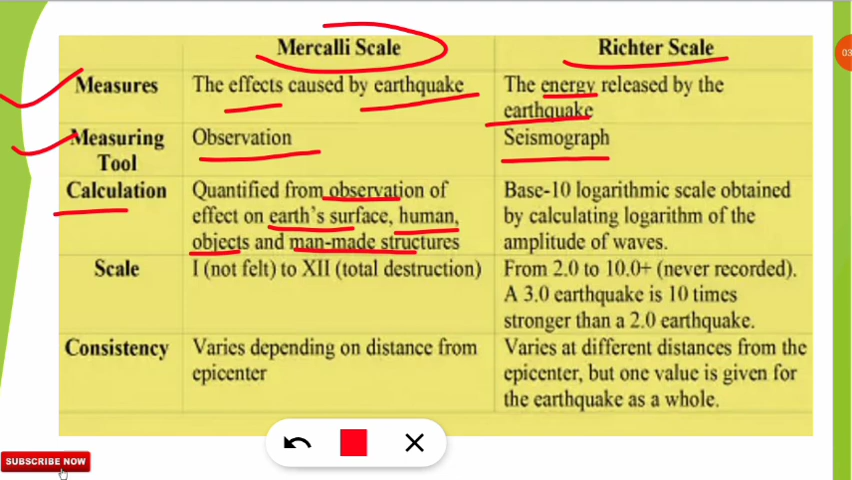 Mercalli Scale
Richter Scale
03
Measures
The effects caused by earthquake
The energy released by the
earthquake
Measuring
Tool
Observation
Seismograph
Calculation
Quantified from observation of
effect on earth's surface, human,
objects and man-made structures
Base-10 logarithmic scale obtained
by calculating logarithm of the
amplitude of waves.
Scale
I (not felt) to XII (total destruction)
From 2.0 to 10.0+ (never recorded).
A 3.0 earthquake is 10 times
stronger than a 2.0 earthquake.
Consistency
Varies depending on distance from
epicenter
Varies at different distances from the
epicenter, but one value is given for
the earthquake as a whole.
SUBSCRIBE NOW